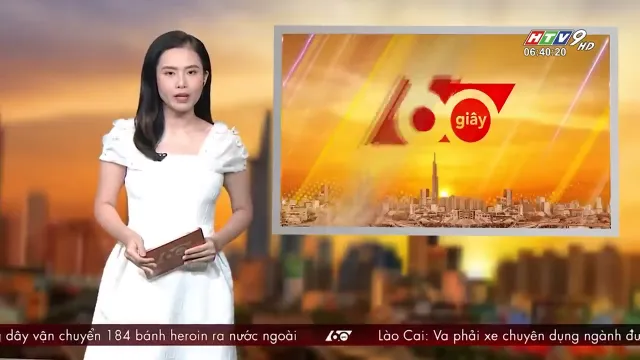 HTV9 HD
06:40:20
60 giây
dây vận chuyển 184 bánh heroin ra nước ngoài 60 Lào Cai: Va phải xe chuyên dụng ngành